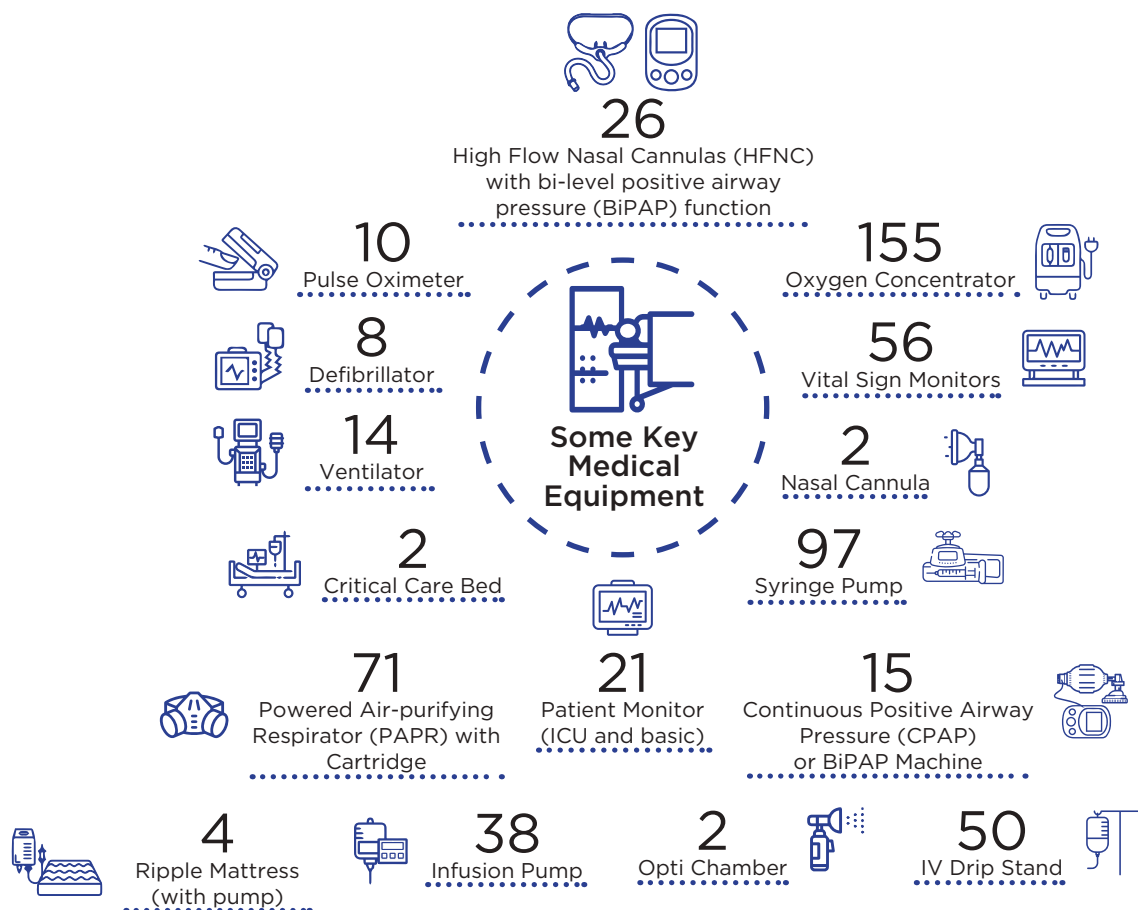 26
High Flow Nasal Cannulas (HFNC)
with bi-level positive airway
pressure (BiPAP) function
10
Pulse Oximeter
155
Oxygen Concentrator
8
Defibrillator
56
Vital Sign Monitors
14
Ventilator
Some Key
Medical
Equipment
2
Nasal Cannula
2
Critical Care Bed
97
Syringe Pump
71
Powered Air-purifying
Respirator (PAPR) with
Cartridge
21
Patient Monitor
(ICU and basic)
15
Continuous Positive Airway
Pressure (CPAP)
or BiPAP Machine
4
Ripple Mattress
(with pump)
38
Infusion Pump
2
Opti Chamber
50
IV Drip Stand